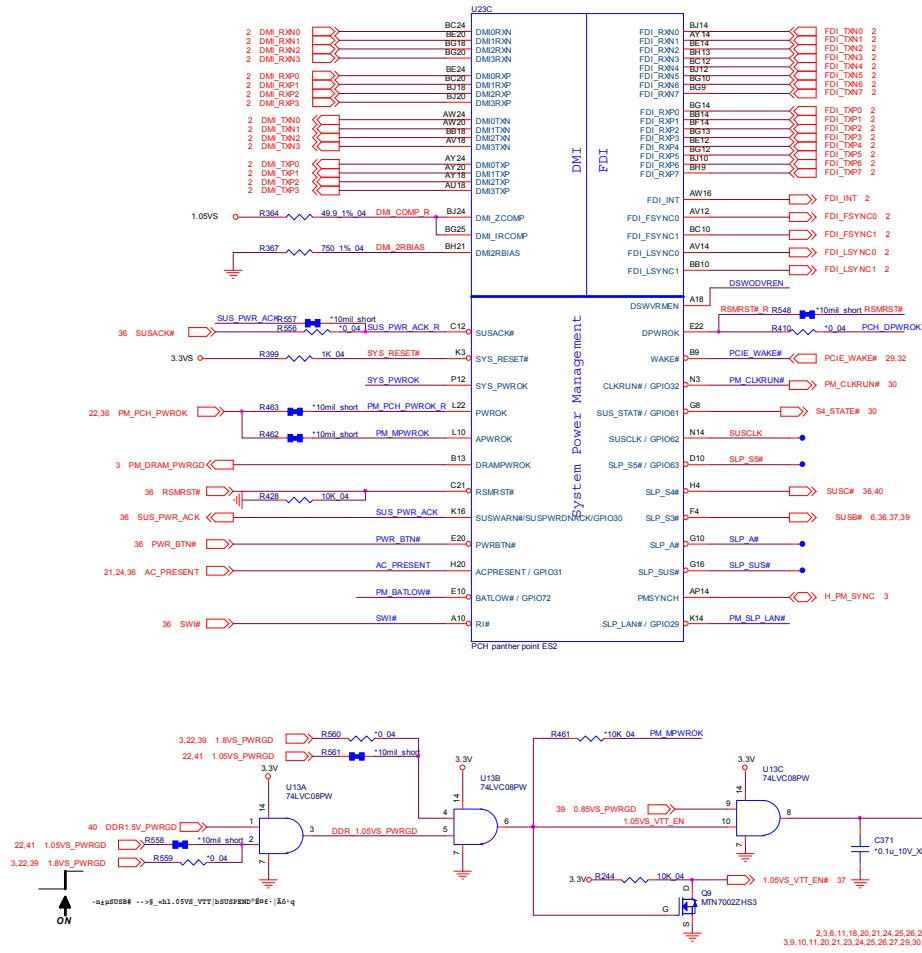 U23C
2 DMI_RXN0 BC24 DMI0RXN
2 DMI_RXN1 BE20 DMI1RXN
2 DMI_RXN2 BG18 DMI2RXN
2 DMI_RXN3 BG20 DMI3RXN
2 DMI_RXP0 BE24 DMI0RXP
2 DMI_RXP1 BC20 DMI1RXP
2 DMI_RXP2 BJ18 DMI2RXP
2 DMI_RXP3 BJ20 DMI3RXP
2 DMI_TXN0 AW24 DMI0TXN
2 DMI_TXN1 AW20 DMI1TXN
2 DMI_TXN2 BB18 DMI2TXN
2 DMI_TXN3 AV18 DMI3TXN
2 DMI_TXP0 AY24 DMI0TXP
2 DMI_TXP1 AY20 DMI1TXP
2 DMI_TXP2 AY18 DMI2TXP
2 DMI_TXP3 AU18 DMI3TXP
1.05VS R364 49.9_1%_04 DMI_COMP_R BJ24 DMI_ZCOMP
BG25 DMI_IRCOMP
R367 750_1%_04 DMI_2RBIAS BH21 DMI2RBIAS
DMI
FDI
FDI_RXN0 BJ14 FDI_TXN0 2
FDI_RXN1 AY14 FDI_TXN1 2
FDI_RXN2 BE14 FDI_TXN2 2
FDI_RXN3 BH13 FDI_TXN3 2
FDI_RXN4 BC12 FDI_TXN4 2
FDI_RXN5 BJ12 FDI_TXN5 2
FDI_RXN6 BG10 FDI_TXN6 2
FDI_RXN7 BG9 FDI_TXN7 2
FDI_RXP0 BG14 FDI_TXP0 2
FDI_RXP1 BB14 FDI_TXP1 2
FDI_RXP2 BF14 FDI_TXP2 2
FDI_RXP3 BG13 FDI_TXP3 2
FDI_RXP4 BE12 FDI_TXP4 2
FDI_RXP5 BG12 FDI_TXP5 2
FDI_RXP6 BJ10 FDI_TXP6 2
FDI_RXP7 BH9 FDI_TXP7 2
FDI_INT AW16 FDI_INT 2
FDI_FSYNC0 AV12 FDI_FSYNC0 2
FDI_FSYNC1 BC10 FDI_FSYNC1 2
FDI_LSYNC0 AV14 FDI_LSYNC0 2
FDI_LSYNC1 BB10 FDI_LSYNC1 2
System Power Management
SUS_PWR_ACK R557 *10mil_short
36 SUSACK# R556 *0_04 SUS_PWR_ACK_R C12 SUSACK#
3.3VS R399 1K_04 SYS_RESET# K3 SYS_RESET#
SYS_PWROK P12 SYS_PWROK
22,36 PM_PCH_PWROK R463 *10mil_short PM_PCH_PWROK_R L22 PWROK
R462 *10mil_short PM_MPWROK L10 APWROK
3 PM_DRAM_PWRGD B13 DRAMPWROK
36 RSMRST# C21 RSMRST#
R428 10K_04
36 SUS_PWR_ACK SUS_PWR_ACK K16 SUSWARN#/SUSPWRDNACK/GPIO30
36 PWR_BTN# PWR_BTN# E20 PWRBTN#
21,24,36 AC_PRESENT AC_PRESENT H20 ACPRESENT / GPIO31
PM_BATLOW# E10 BATLOW# / GPIO72
36 SWI# SWI# A10 RI#
DSWVRMEN A18 DSWODVREN
RSMRST#_R R548 *10mil_short RSMRST#
DPWROK E22 R410 *0_04 PCH_DPWROK
WAKE# B9 PCIE_WAKE# PCIE_WAKE# 29,32
CLKRUN# / GPIO32 N3 PM_CLKRUN# PM_CLKRUN# 30
SUS_STAT# / GPIO61 G8 S4_STATE# 30
SUSCLK / GPIO62 N14 SUSCLK
SLP_S5# / GPIO63 D10 SLP_S5#
SLP_S4# H4 SUSC# 36,40
SLP_S3# F4 SUSB# 6,36,37,39
SLP_A# G10 SLP_A#
SLP_SUS# G16 SLP_SUS#
PMSYNCH AP14 H_PM_SYNC 3
SLP_LAN# / GPIO29 K14 PM_SLP_LAN#
PCH panther point ES2
3,22,39 1.8VS_PWRGD R560 *0_04
22,41 1.05VS_PWRGD R561 *10mil_short
R461 *10K_04 PM_MPWROK
3.3V
U13A
74LVC08PW
3.3V
U13B
74LVC08PW
3.3V
U13C
74LVC08PW
14
14
14
39 0.85VS_PWRGD 9
1.05VS_VTT_EN 10
8
40 DDR1.5V_PWRGD 1
22,41 1.05VS_PWRGD R558 *10mil_short 2
3,22,39 1.8VS_PWRGD R559 *0_04
3 DDR_1.05VS_PWRGD
4
5
6
7
7
7
C371
3.3V R244 10K_04 1.05VS_VTT_EN# 37
D
G
S
Q9
MTN7002ZHS3
ON
2,3,6,11,18,20,21,24,25,26,2
3,9,10,11,20,21,23,24,25,26,27,29,30